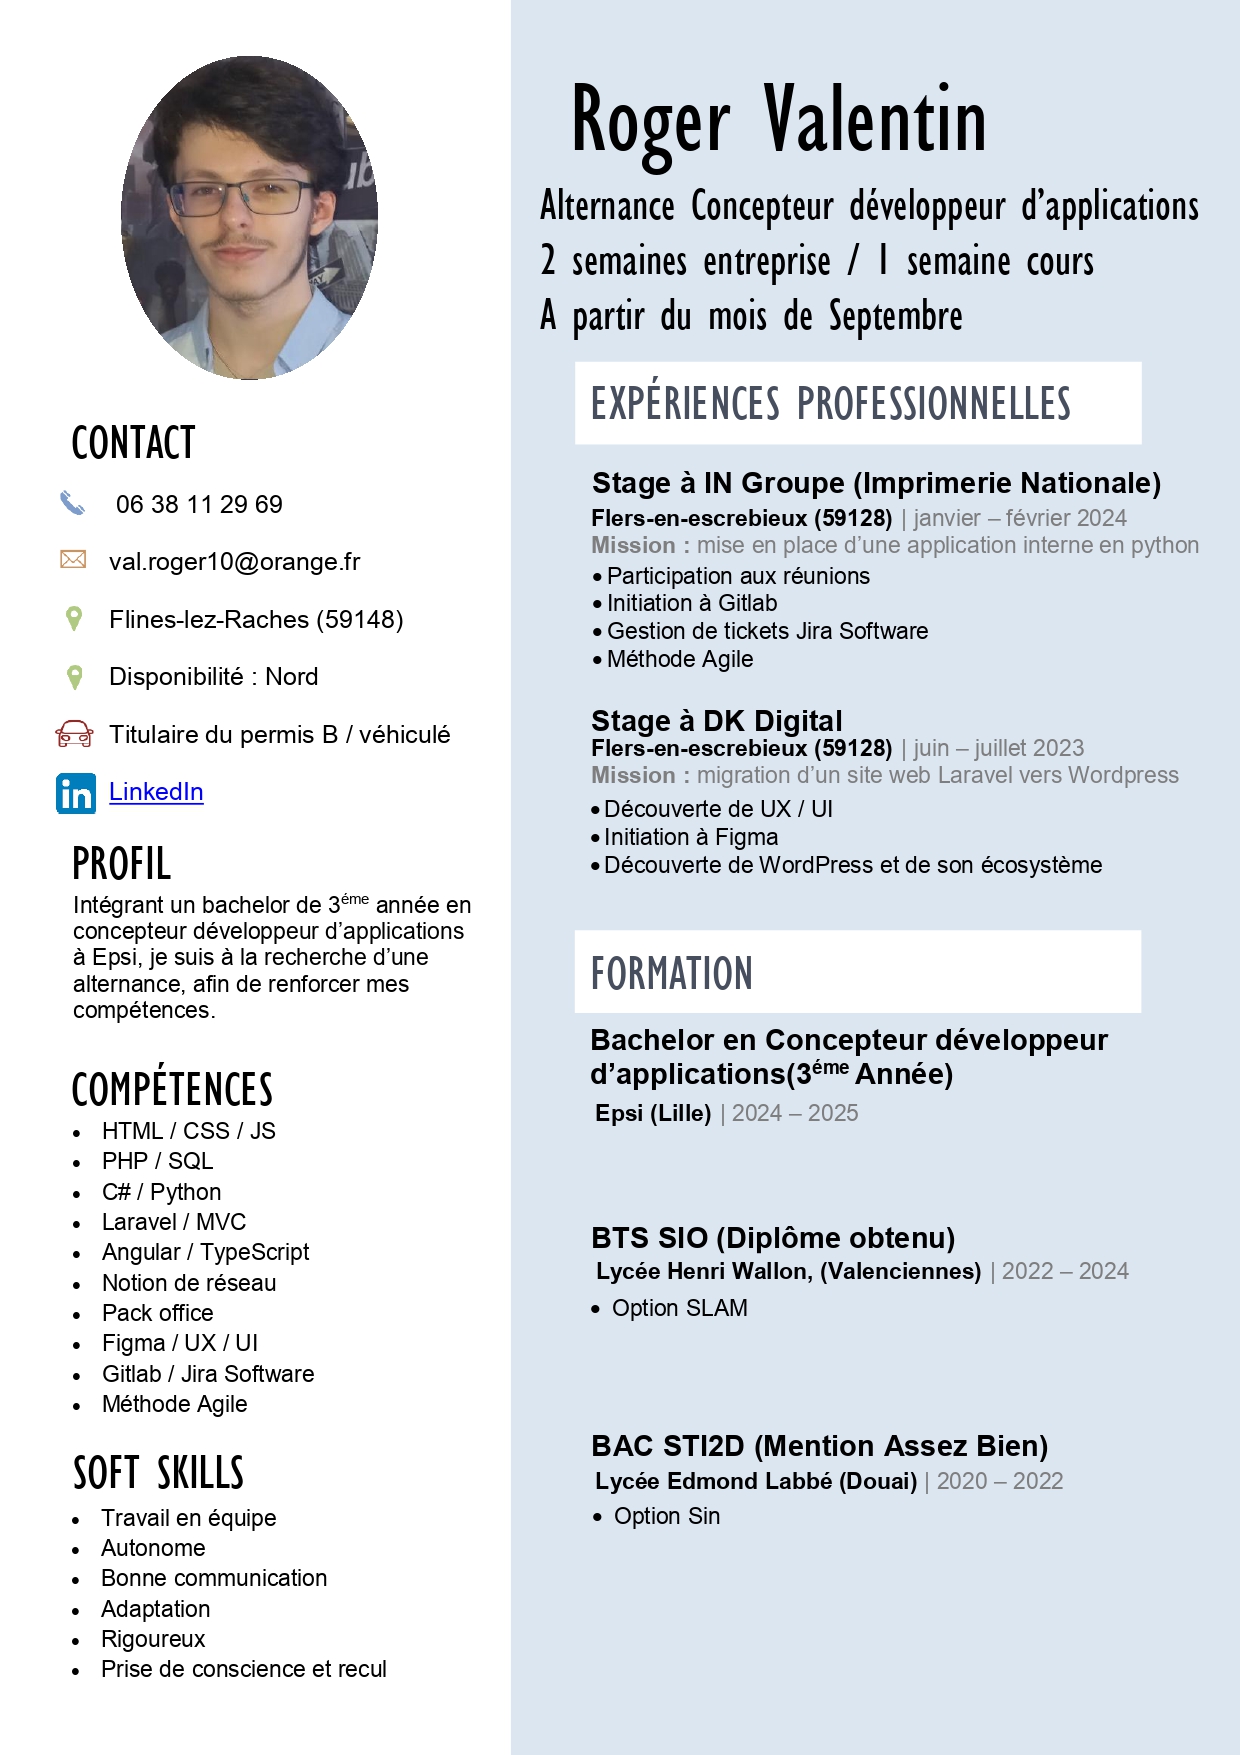 Roger Valentin
Alternance Concepteur développeur d’applications
2 semaines entreprise / 1 semaine cours
A partir du mois de Septembre
CONTACT
06 38 11 29 69
val.roger10@orange.fr
Flines-lez-Raches (59148)
Disponibilité : Nord
Titulaire du permis B / véhiculé
in LinkedIn
PROFIL
Intégrant un bachelor de 3éme année en
concepteur développeur d’applications
à Epsi, je suis à la recherche d’une
alternance, afin de renforcer mes
compétences.
COMPÉTENCES
• HTML / CSS / JS
• PHP / SQL
• C# / Python
• Laravel / MVC
• Angular / TypeScript
• Notion de réseau
• Pack office
• Figma / UX / UI
• Gitlab / Jira Software
• Méthode Agile
SOFT SKILLS
• Travail en équipe
• Autonome
• Bonne communication
• Adaptation
• Rigoureux
• Prise de conscience et recul
EXPÉRIENCES PROFESSIONNELLES
Stage à IN Groupe (Imprimerie Nationale)
Flers-en-escrebieux (59128) | janvier – février 2024
Mission : mise en place d’une application interne en python
• Participation aux réunions
• Initiation à Gitlab
• Gestion de tickets Jira Software
• Méthode Agile
Stage à DK Digital
Flers-en-escrebieux (59128) | juin – juillet 2023
Mission : migration d’un site web Laravel vers Wordpress
• Découverte de UX / UI
• Initiation à Figma
• Découverte de WordPress et de son écosystème
FORMATION
Bachelor en Concepteur développeur
d’applications(3éme Année)
Epsi (Lille) | 2024 – 2025
BTS SIO (Diplôme obtenu)
Lycée Henri Wallon, (Valenciennes) | 2022 – 2024
• Option SLAM
BAC STI2D (Mention Assez Bien)
Lycée Edmond Labbé (Douai) | 2020 – 2022
• Option Sin